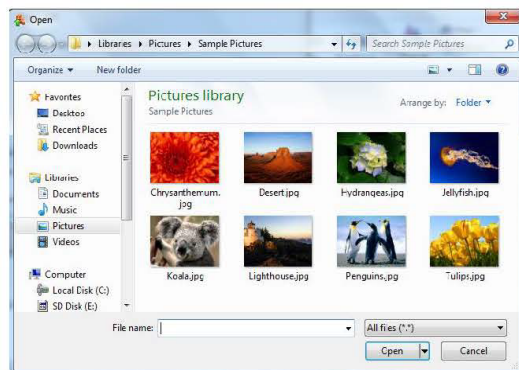 Open
Libraries
Pictures
Sample Pictures
Search Sample Pictures
Organize
New folder
Favorites
Desktop
Recent Places
Downloads
Libraries
Documents
Music
Pictures
Videos
Computer
Local Disk (C:)
SD Disk (E:)
Pictures library
Sample Pictures
Arrange by: Folder
Chrysanthemum.
jpg
Desert.jpg
Hydrangeas.jpg
Jellyfish.jpg
Koala.jpg
Lighthouse.jpg
Penguins.jpg
Tulips.jpg
File name:
All files (*.*)
Open
Cancel